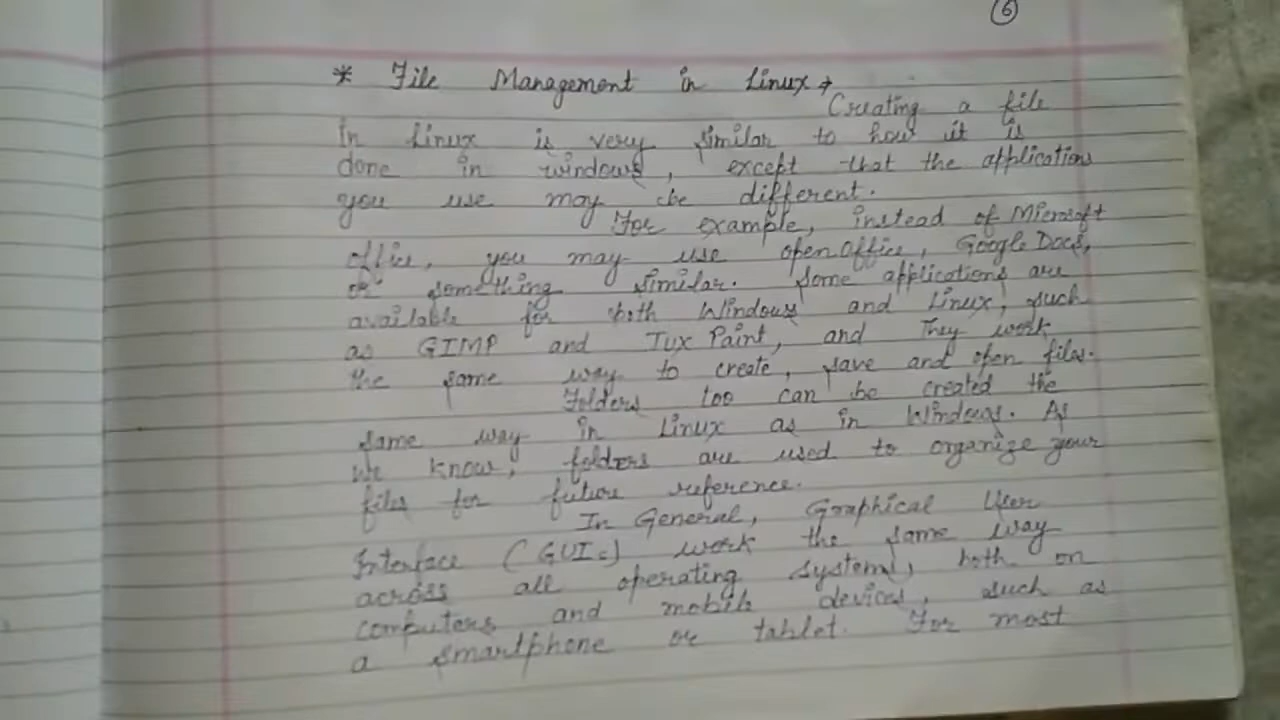 6
* File Management in Linux →
Creating a file
in Linux is very similar to how it is
done in windows, except that the applications
you use may be different.
For example, instead of Microsoft
office, you may use open office, Google Docs,
or something similar. Some applications are
available for both Windows and Linux, such
as GIMP and Tux Paint, and They work
the same way to create, save and open files.
Folders too can be created the
same way in Linux as in Windows. As
we know, folders are used to organize your
files for future reference.
In General, Graphical User
Interface (GUIs) work the same way
across all operating systems, both on
computers and mobile devices, such as
a smartphone or tablet. For most